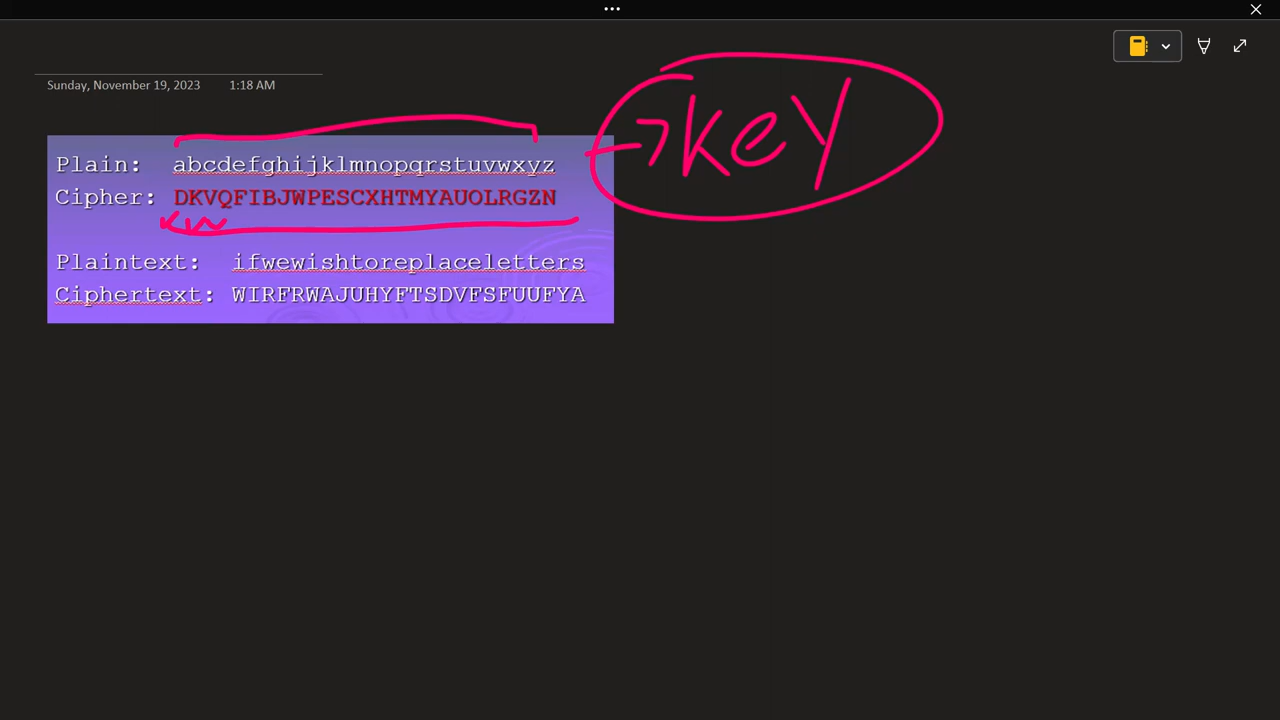 Sunday, November 19, 2023 1:18 AM
Plain: abcdefghijklmnopqrstuvwxyz
Cipher: DKVQFIBJWPESCXHTMYAUOLRGZN
Plaintext: ifwewishtoreplaceletters
Ciphertext: WIRFRWAJUHYFTSDVFSFUUFYA
KeY